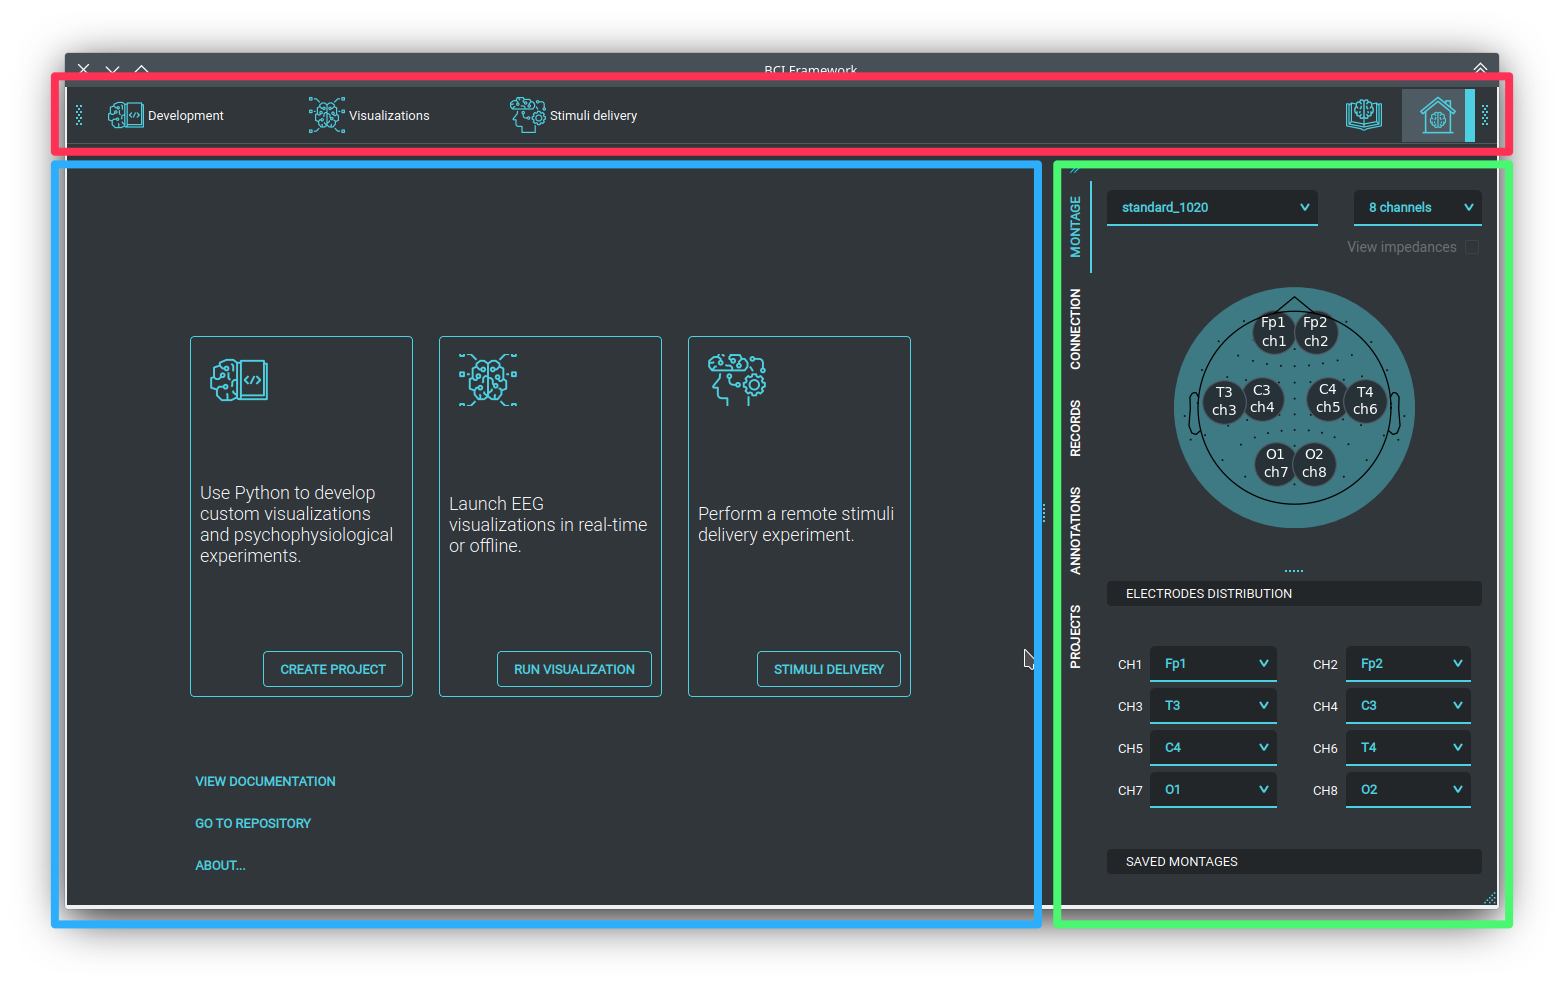 BCI Framework
Development
Visualizations
Stimuli delivery
Use Python to develop
custom visualizations
and psychophysiological
experiments.
CREATE PROJECT
Launch EEG
visualizations in real-time
or offline.
RUN VISUALIZATION
Perform a remote stimuli
delivery experiment.
STIMULI DELIVERY
VIEW DOCUMENTATION
GO TO REPOSITORY
ABOUT...
MONTAGE
CONNECTION
RECORDS
ANNOTATIONS
PROJECTS
standard_1020
8 channels
View impedances
Fp1
ch1
Fp2
ch2
T3
ch3
C3
ch4
C4
ch5
T4
ch6
O1
ch7
O2
ch8
ELECTRODES DISTRIBUTION
CH1 Fp1
CH2 Fp2
CH3 T3
CH4 C3
CH5 C4
CH6 T4
CH7 O1
CH8 O2
SAVED MONTAGES